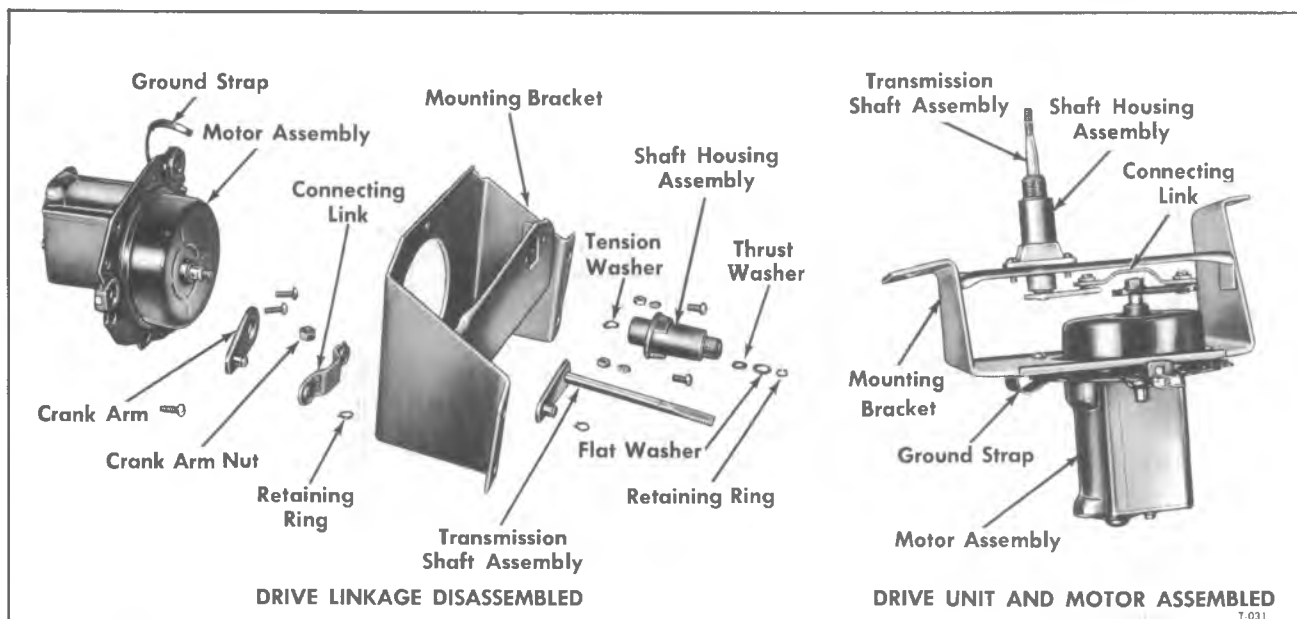 Ground Strap
Motor Assembly
Mounting Bracket
Connecting
Link
Shaft Housing
Assembly
Tension
Washer
Thrust
Washer
Crank Arm
Crank Arm Nut
Retaining
Ring
Transmission
Shaft Assembly
Flat Washer
Retaining Ring
DRIVE LINKAGE DISASSEMBLED
Transmission
Shaft Assembly
Shaft Housing
Assembly
Connecting
Link
Mounting
Bracket
Ground Strap
Motor Assembly
DRIVE UNIT AND MOTOR ASSEMBLED
T-031